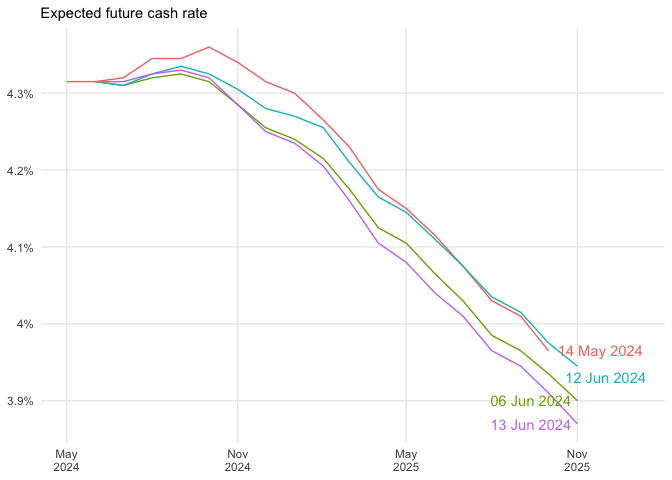 Expected future cash rate
4.3%
4.2%
4.1%
4%
3.9%
14 May 2024
12 Jun 2024
06 Jun 2024
13 Jun 2024
May
2024
Nov
2024
May
2025
Nov
2025